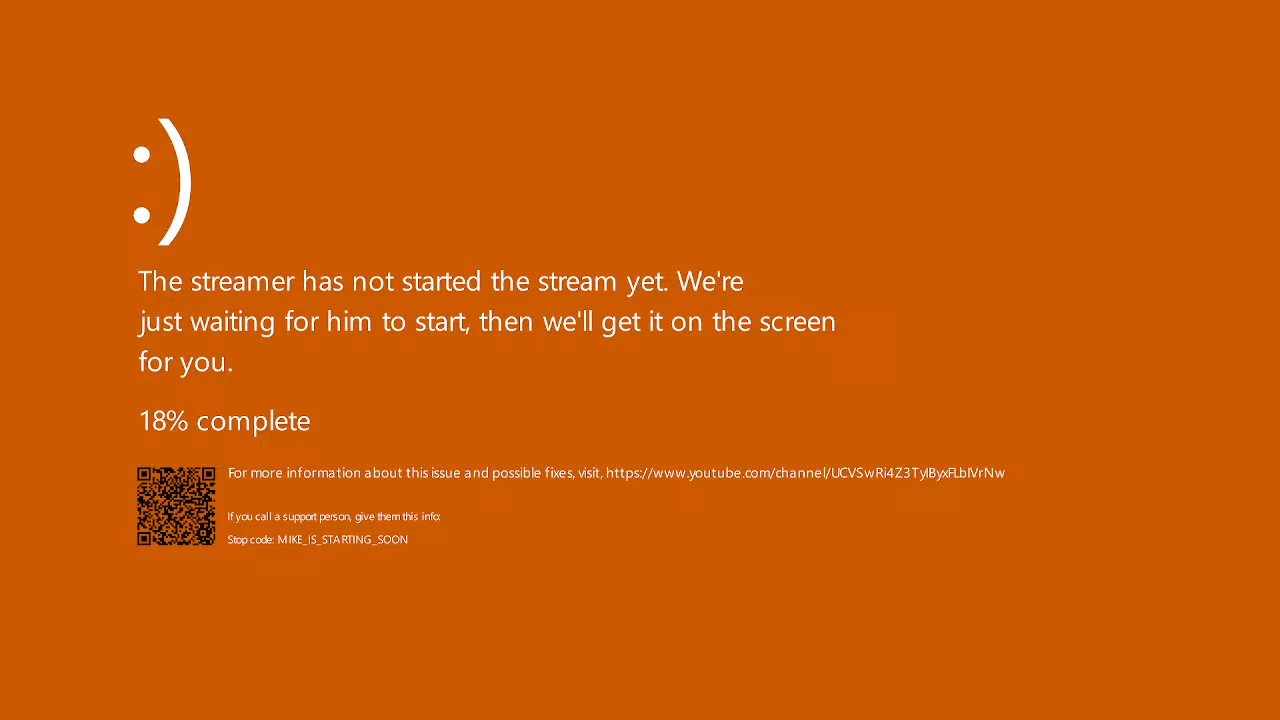 :)
The streamer has not started the stream yet. We're
just waiting for him to start, then we'll get it on the screen
for you.
18% complete
For more information about this issue and possible fixes, visit, https://www.youtube.com/channel/UCVSwRi4Z3TylByxFLblVrNw
If you call a support person, give them this info:
Stop code: MIKE_IS_STARTING_SOON